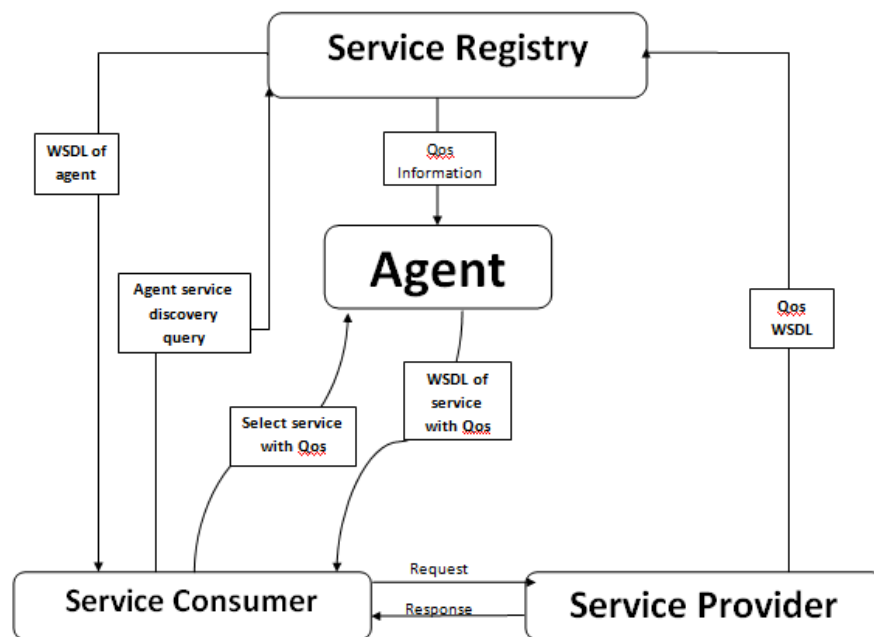 Service Registry
WSDL of
agent
Qos
Information
Agent
Agent service
discovery
query
Qos
WSDL
WSDL of
service
with Qos
Select service
with Qos
Request
Service Consumer
Response
Service Provider